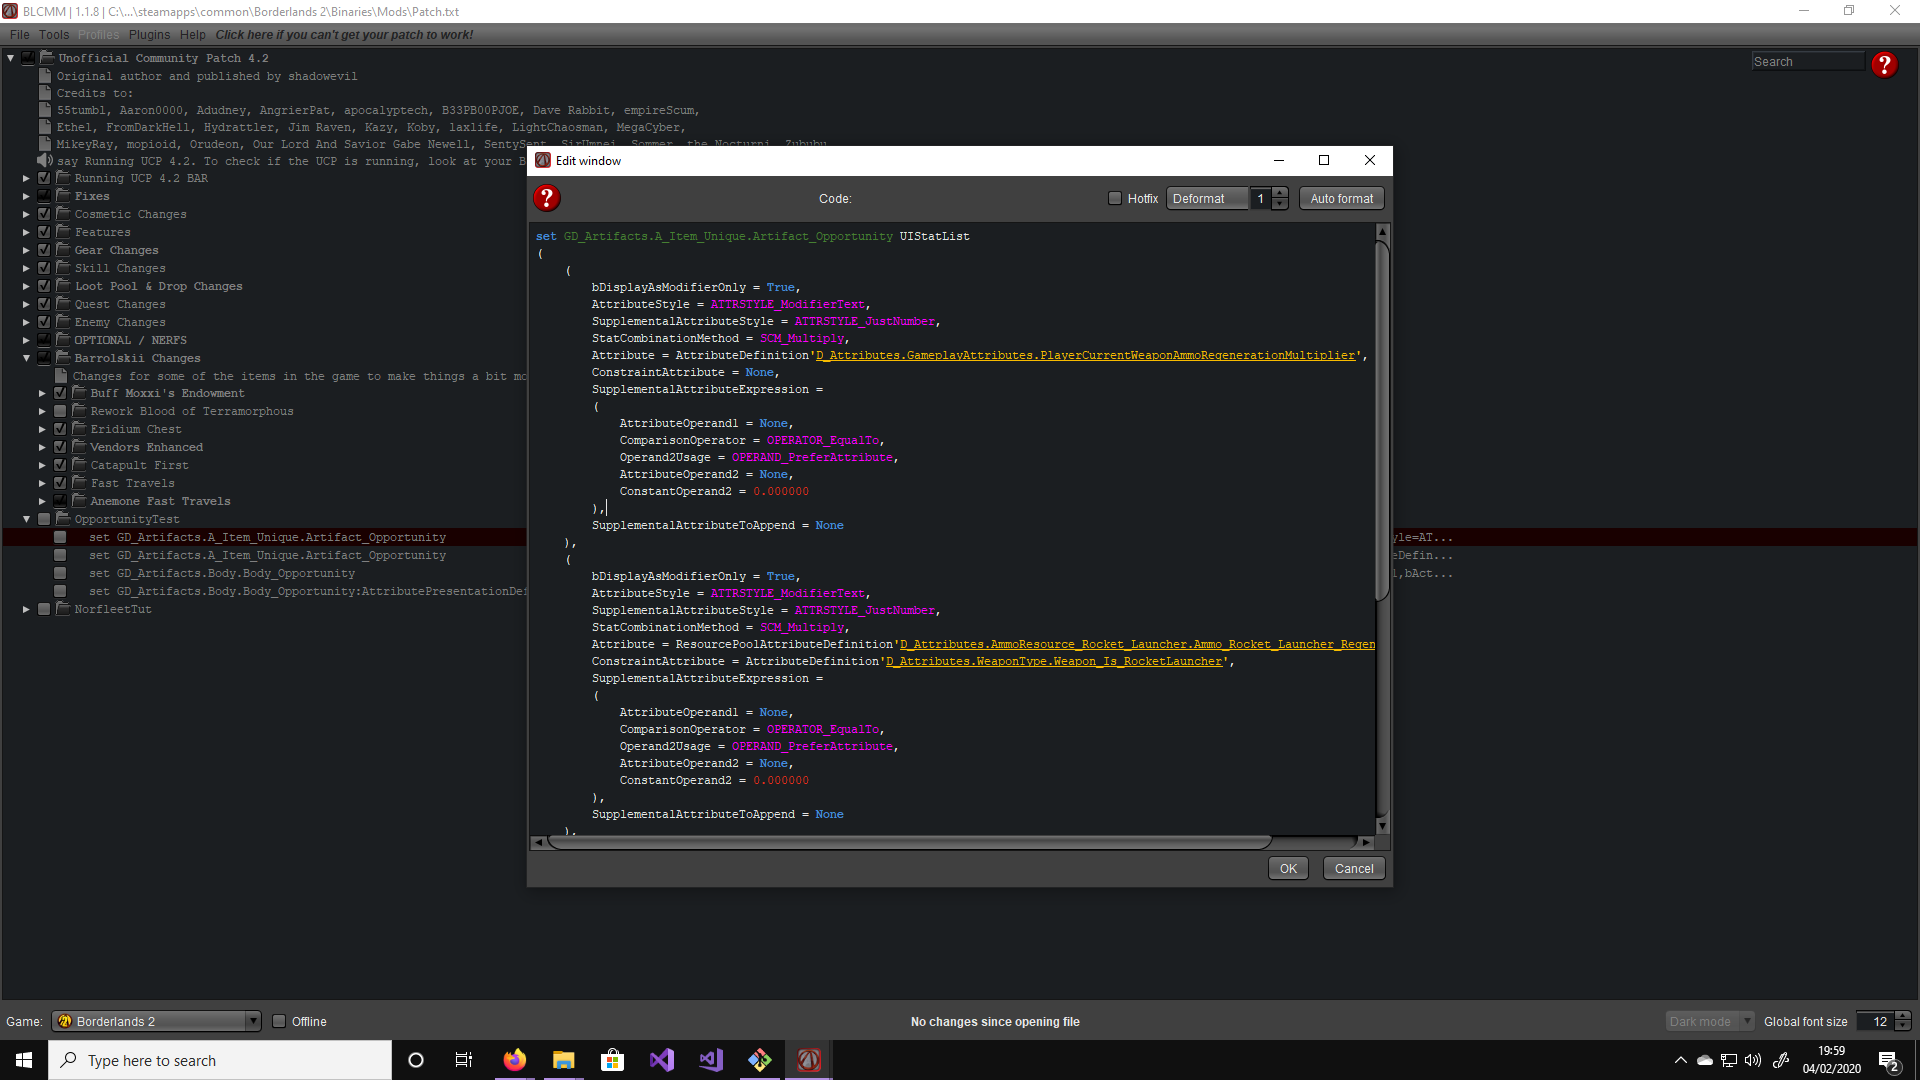 BLCMM | 1.1.8 | C:\...\steamapps\common\Borderlands 2\Binaries\Mods\Patch.txt
File Tools Profiles Plugins Help Click here if you can't get your patch to work!
Unofficial Community Patch 4.2
Search
Original author and published by shadowevil
Credits to:
55tumbl, Aaron0000, Adudney, AngrierPat, apocalyptech, B33PB00PJOE, Dave Rabbit, empireScum,
Ethel, FromDarkHell, Hydrattler, Jim Raven, Kazy, Koby, laxlife, LightChaosman, MegaCyber,
MikeyRay, mopioid, Orudeon, Our Lord And Savior Gabe Newell, SentySent, SirUmnei, Sommer, the Nocturni, Zububu
say Running UCP 4.2. To check if the UCP is running, look at your B
Running UCP 4.2 BAR
Fixes
Cosmetic Changes
Features
Gear Changes
Skill Changes
Loot Pool & Drop Changes
Quest Changes
Enemy Changes
OPTIONAL / NERFS
Barrolskii Changes
Changes for some of the items in the game to make things a bit mo
Buff Moxxi's Endowment
Rework Blood of Terramorphous
Eridium Chest
Vendors Enhanced
Catapult First
Fast Travels
Anemone Fast Travels
OpportunityTest
set GD_Artifacts.A_Item_Unique.Artifact_Opportunity
yle=AT...
set GD_Artifacts.A_Item_Unique.Artifact_Opportunity
eDefin...
set GD_Artifacts.Body.Body_Opportunity
l,bAct...
set GD_Artifacts.Body.Body_Opportunity:AttributePresentationDef
NorfleetTut
Edit window
Code:
Hotfix
Deformat
1
Auto format
set GD_Artifacts.A_Item_Unique.Artifact_Opportunity UIStatList
(
(
bDisplayAsModifierOnly = True,
AttributeStyle = ATTRSTYLE_ModifierText,
SupplementalAttributeStyle = ATTRSTYLE_JustNumber,
StatCombinationMethod = SCM_Multiply,
Attribute = AttributeDefinition'D_Attributes.GameplayAttributes.PlayerCurrentWeaponAmmoRegenerationMultiplier',
ConstraintAttribute = None,
SupplementalAttributeExpression =
(
AttributeOperand1 = None,
ComparisonOperator = OPERATOR_EqualTo,
Operand2Usage = OPERAND_PreferAttribute,
AttributeOperand2 = None,
ConstantOperand2 = 0.000000
),
SupplementalAttributeToAppend = None
),
(
bDisplayAsModifierOnly = True,
AttributeStyle = ATTRSTYLE_ModifierText,
SupplementalAttributeStyle = ATTRSTYLE_JustNumber,
StatCombinationMethod = SCM_Multiply,
Attribute = ResourcePoolAttributeDefinition'D_Attributes.AmmoResource_Rocket_Launcher.Ammo_Rocket_Launcher_Regen
ConstraintAttribute = AttributeDefinition'D_Attributes.WeaponType.Weapon_Is_RocketLauncher',
SupplementalAttributeExpression =
(
AttributeOperand1 = None,
ComparisonOperator = OPERATOR_EqualTo,
Operand2Usage = OPERAND_PreferAttribute,
AttributeOperand2 = None,
ConstantOperand2 = 0.000000
),
SupplementalAttributeToAppend = None
),
OK
Cancel
Game: Borderlands 2
Offline
No changes since opening file
Dark mode
Global font size 12
Type here to search
19:59
04/02/2020
2